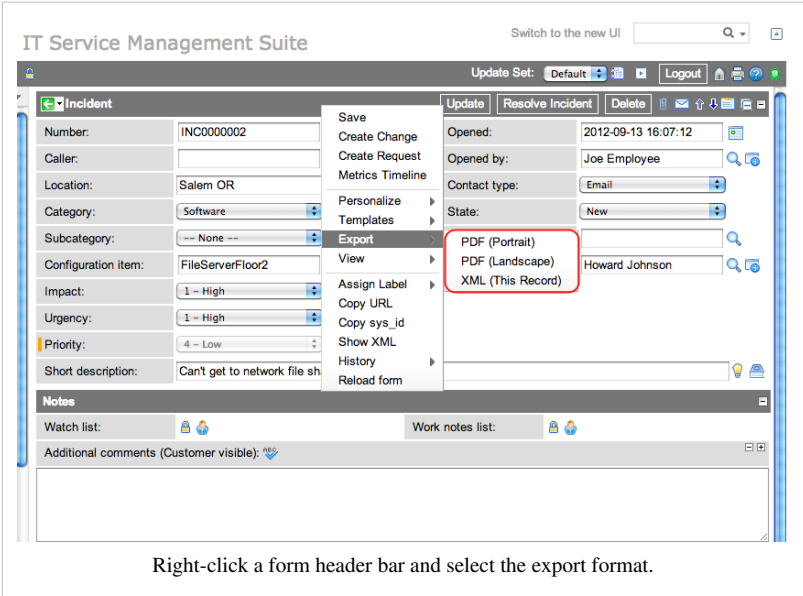 Switch to the new UI
IT Service Management Suite
Update Set: Default Logout
Incident Update Resolve Incident Delete
Number: INC0000002
Caller:
Location: Salem OR
Category: Software
Subcategory: -- None --
Configuration item: FileServerFloor2
Impact: 1 - High
Urgency: 1 - High
Priority: 4 - Low
Short description: Can't get to network file sh
Save
Create Change
Create Request
Metrics Timeline
Personalize
Templates
Export
View
Assign Label
Copy URL
Copy sys_id
Show XML
History
Reload form
PDF (Portrait)
PDF (Landscape)
XML (This Record)
Opened: 2012-09-13 16:07:12
Opened by: Joe Employee
Contact type: Email
State: New
Howard Johnson
Notes
Watch list: Work notes list:
Additional comments (Customer visible):
Right-click a form header bar and select the export format.